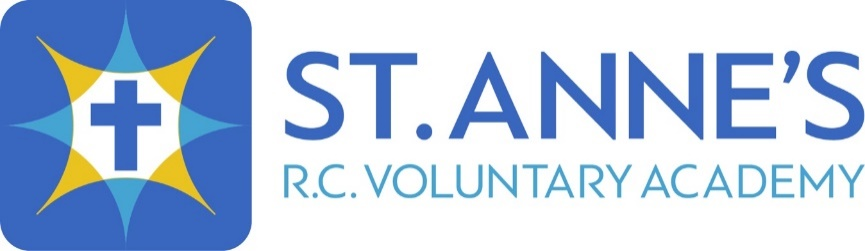 ST. ANNE'S
R.C. VOLUNTARY ACADEMY